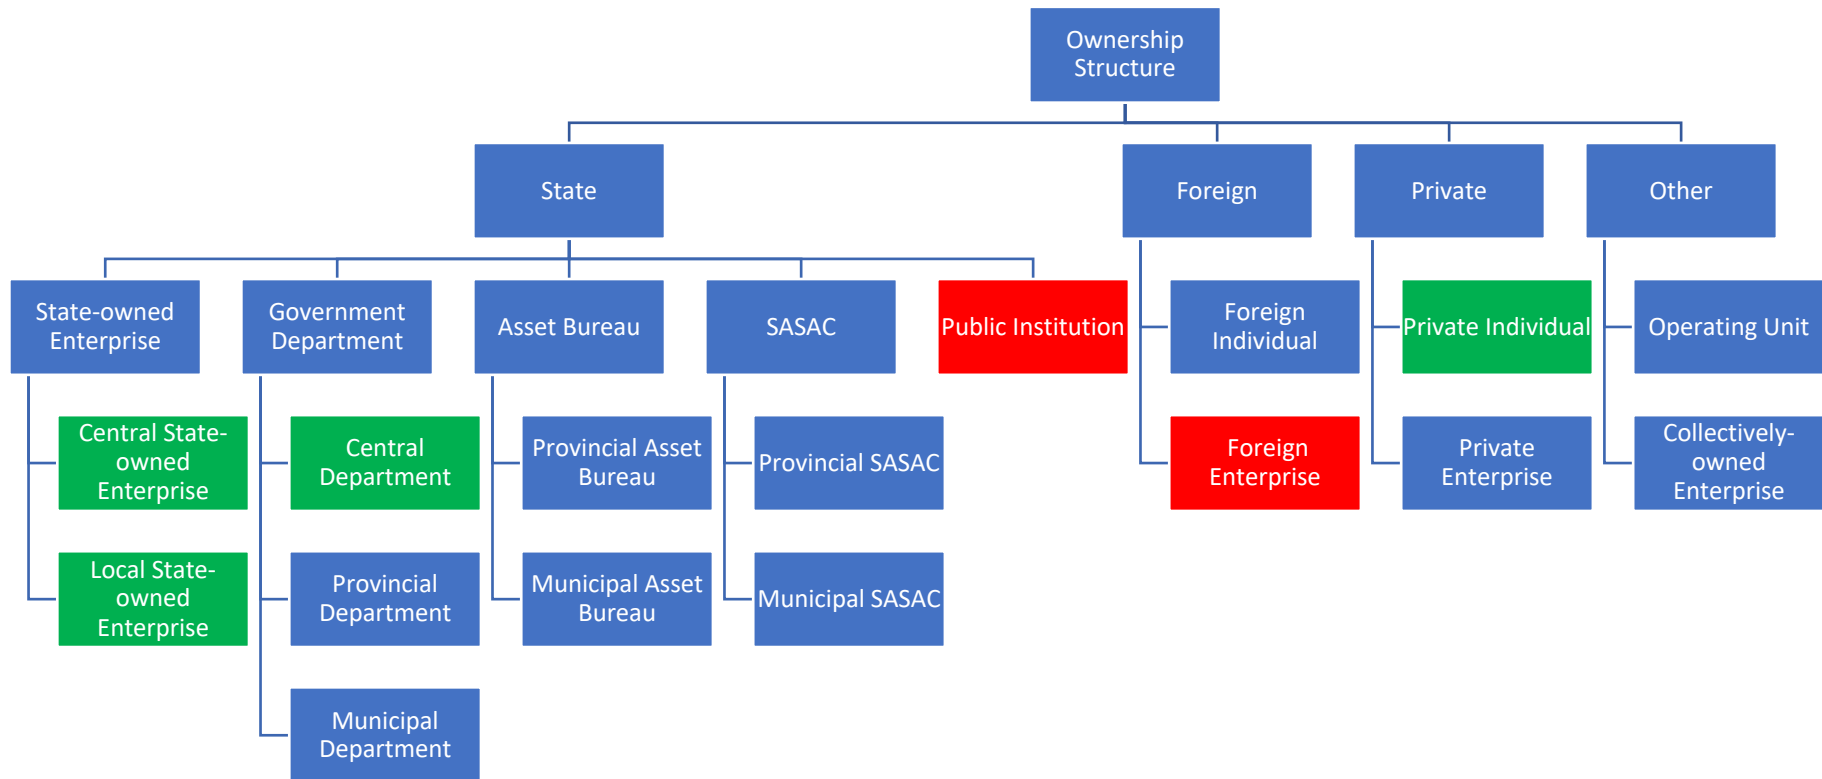 Ownership
Structure
State
Foreign
Private
Other
State-owned
Enterprise
Government
Department
Asset Bureau
SASAC
Public Institution
Foreign
Individual
Private Individual
Operating Unit
Central State-
owned
Enterprise
Central
Department
Provincial Asset
Bureau
Provincial SASAC
Foreign
Enterprise
Private
Enterprise
Collectively-
owned
Enterprise
Local State-
owned
Enterprise
Provincial
Department
Municipal Asset
Bureau
Municipal SASAC
Municipal
Department